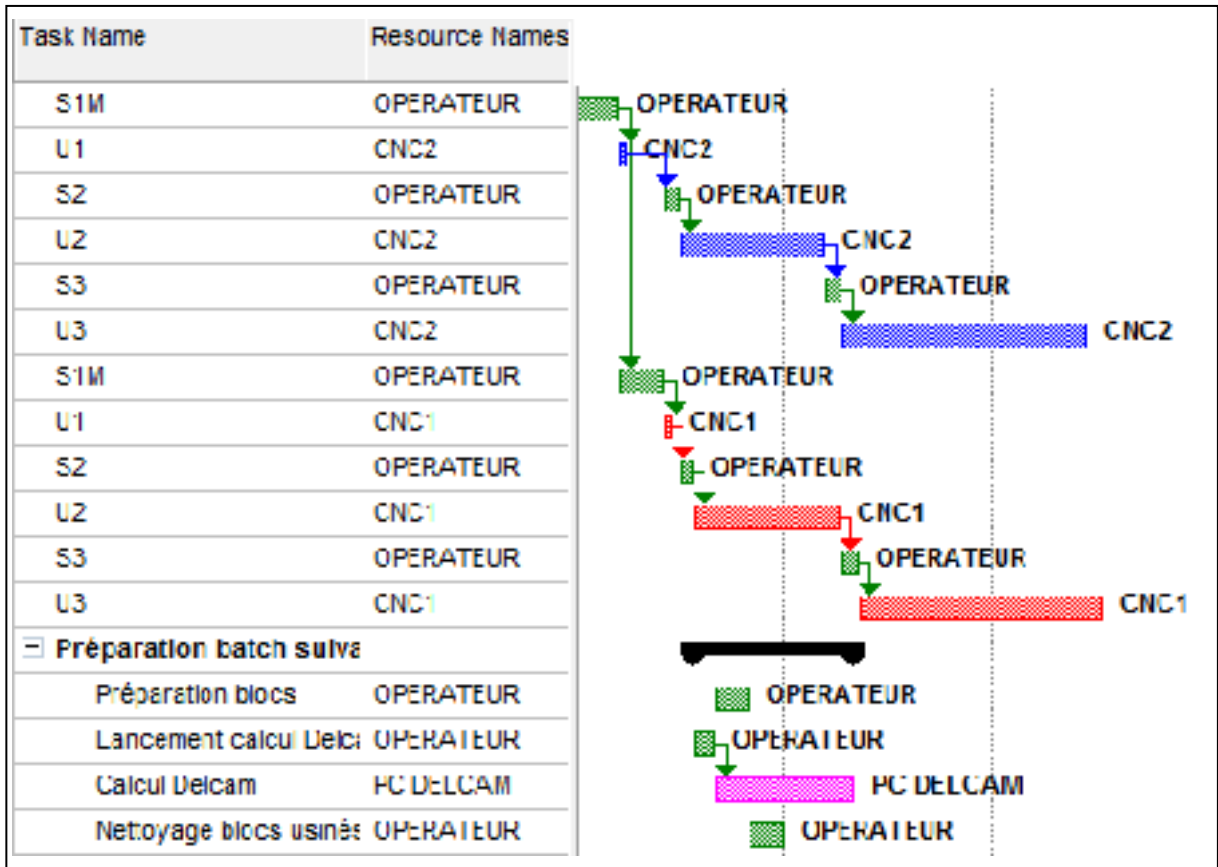 Task Name Resource Names
S1M OPERATEUR OPERATEUR
U1 CNC2 CNC2
S2 OPERATEUR OPERATEUR
U2 CNC2 CNC2
S3 OPERATEUR OPERATEUR
U3 CNC2 CNC2
S1M OPERATEUR OPERATEUR
U1 CNC1 CNC1
S2 OPERATEUR OPERATEUR
U2 CNC1 CNC1
S3 OPERATEUR OPERATEUR
U3 CNC1 CNC1
Préparation batch suiva
Préparation blocs OPERATEUR OPERATEUR
Lancement calcul Delca OPERATEUR OPERATEUR
Calcul Delcam PC DELCAM PC DELCAM
Nettoyage blocs usinés OPERATEUR OPERATEUR